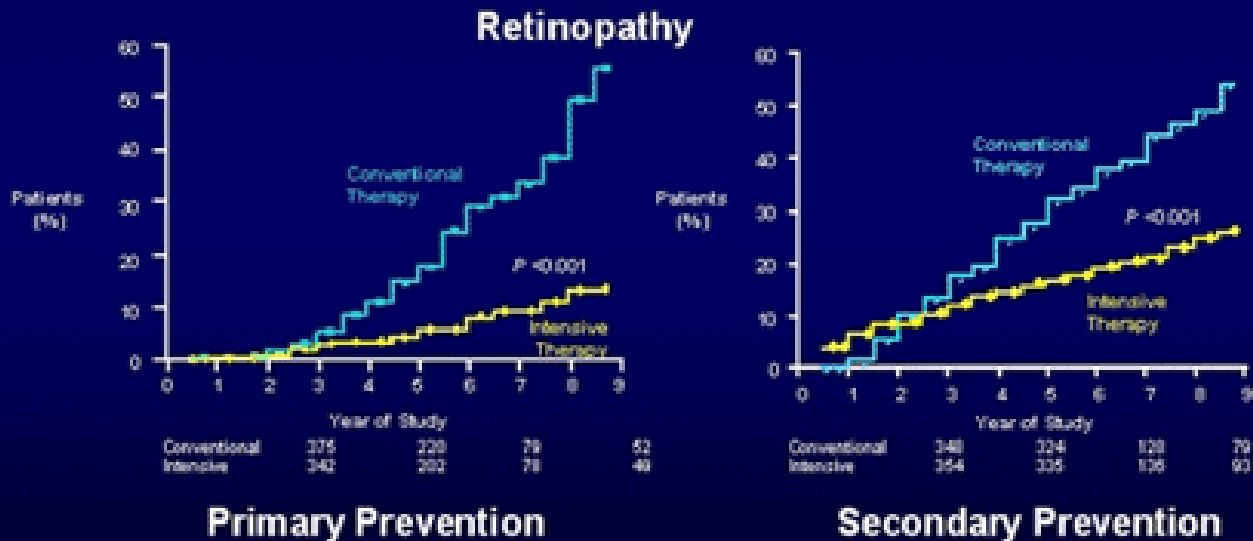 Retinopathy
60
50
40
30
20
10
0
Patients
(%)
Conventional
Therapy
P <0.001
Intensive
Therapy
0 1 2 3 4 5 6 7 8 9
Year of Study
Conventional 375 220 79 52
Intensive 342 202 78 49
Primary Prevention
60
50
40
30
20
10
0
Patients
(%)
Conventional
Therapy
P <0.001
Intensive
Therapy
0 1 2 3 4 5 6 7 8 9
Year of Study
Conventional 348 324 128 79
Intensive 354 335 136 93
Secondary Prevention